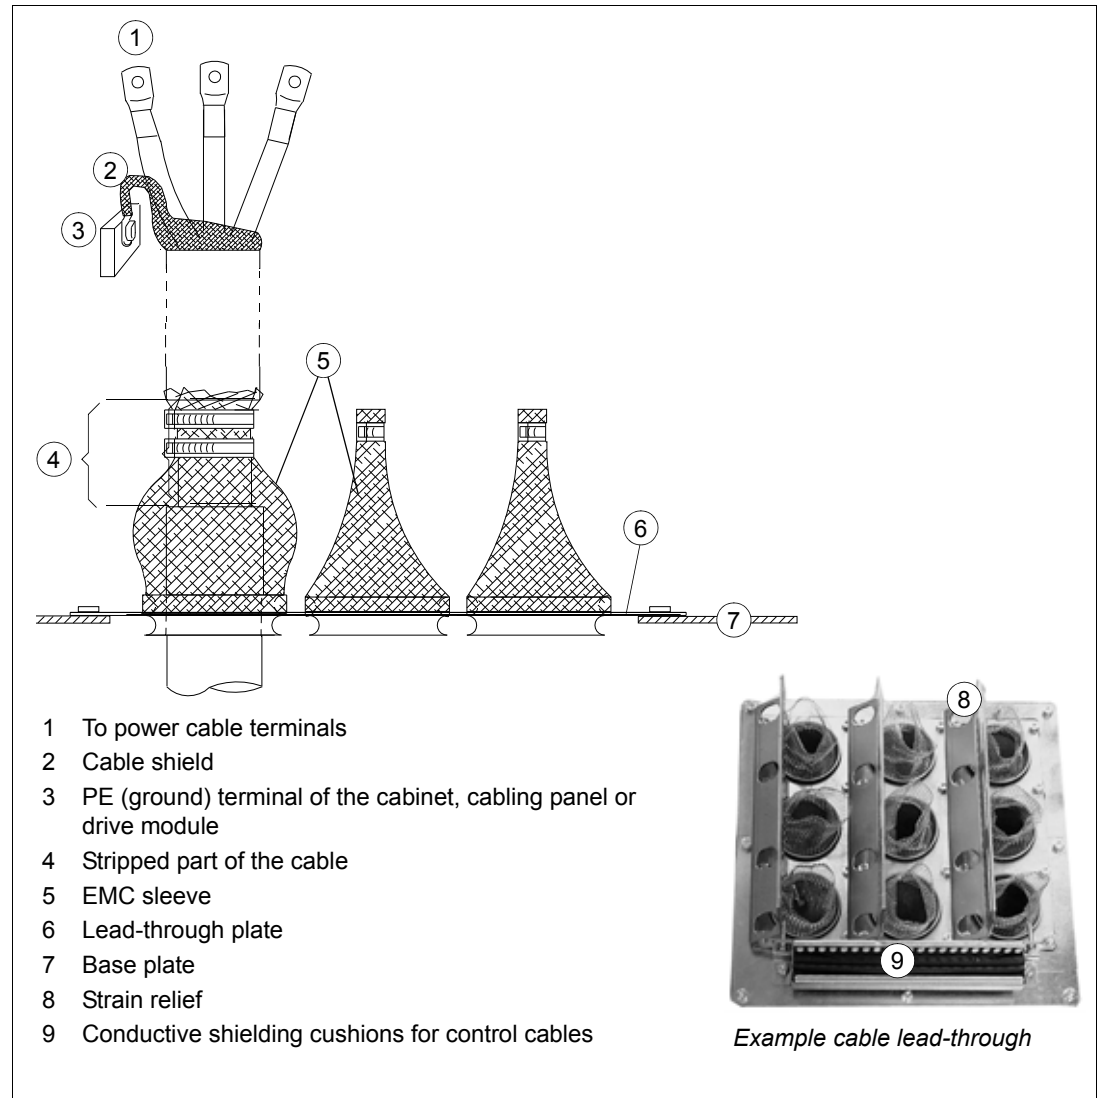 1
2
3
5
4
6
7
8
9
1 To power cable terminals
2 Cable shield
3 PE (ground) terminal of the cabinet, cabling panel or
drive module
4 Stripped part of the cable
5 EMC sleeve
6 Lead-through plate
7 Base plate
8 Strain relief
9 Conductive shielding cushions for control cables
Example cable lead-through